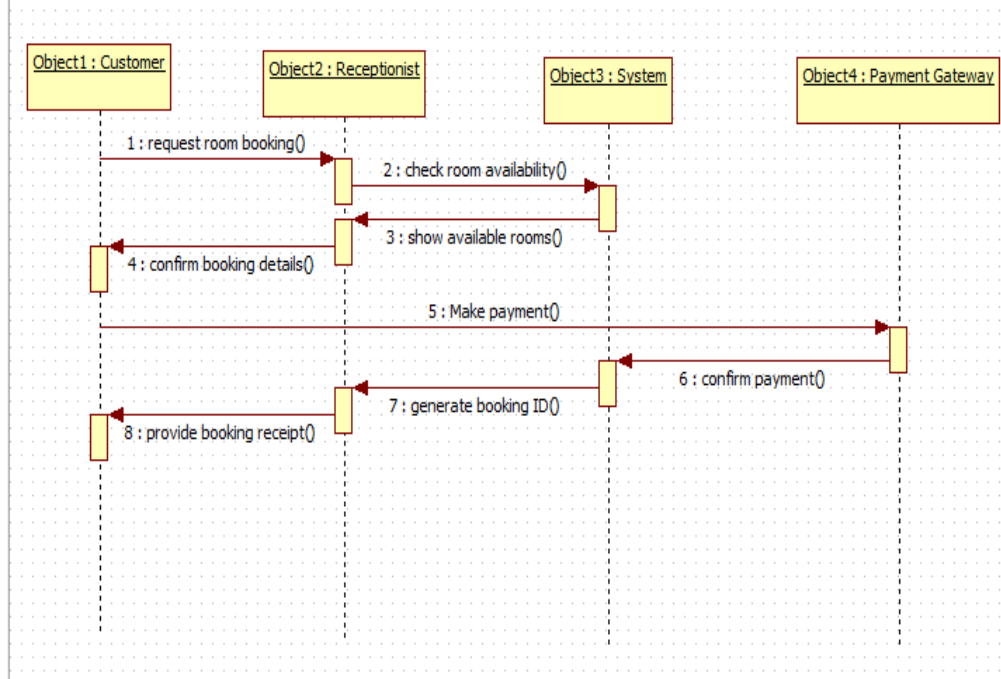 Object1 : Customer
Object2 : Receptionist
Object3 : System
Object4 : Payment Gateway
1 : request room booking()
2 : check room availability()
3 : show available rooms()
4 : confirm booking details()
5 : Make payment()
6 : confirm payment()
7 : generate booking ID()
8 : provide booking receipt()